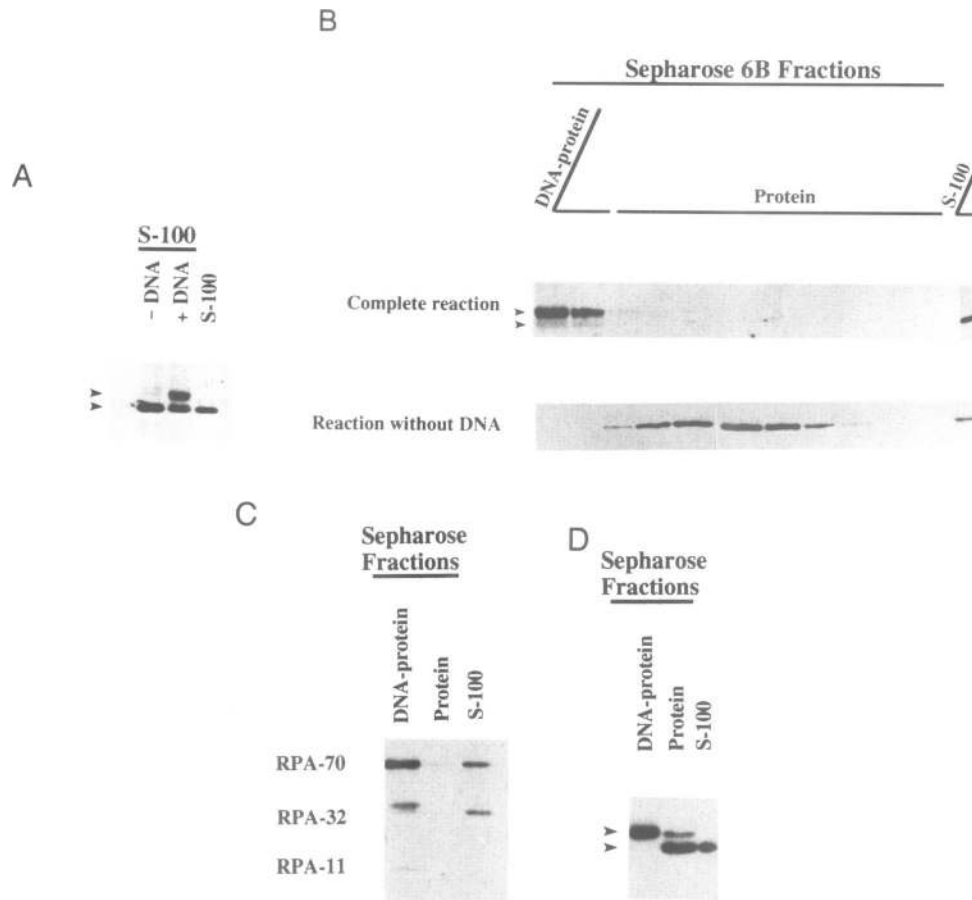 A
S-100
- DNA
+ DNA
S-100
B
Sepharose 6B Fractions
DNA-protein
Protein
S-100
Complete reaction
Reaction without DNA
C
Sepharose
Fractions
DNA-protein
Protein
S-100
RPA-70
RPA-32
RPA-11
D
Sepharose
Fractions
DNA-protein
Protein
S-100